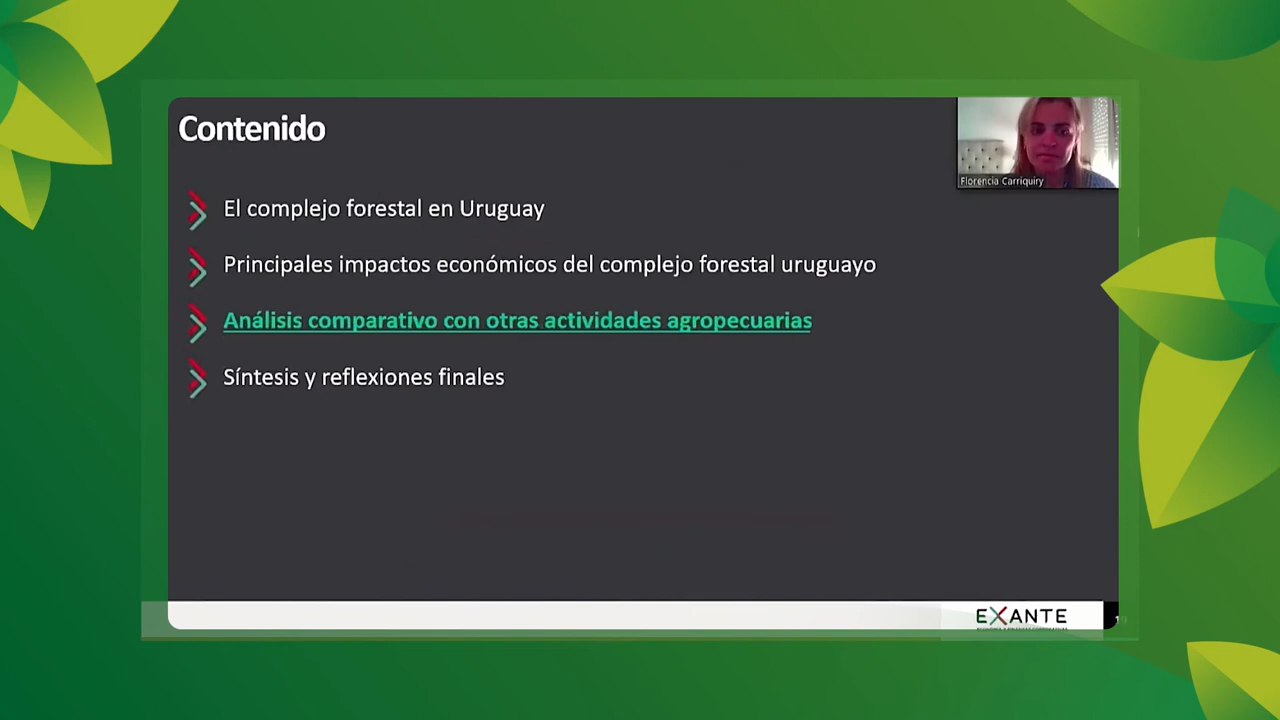 Contenido
Florencia Carriquiry
El complejo forestal en Uruguay
Principales impactos económicos del complejo forestal uruguayo
Análisis comparativo con otras actividades agropecuarias
Síntesis y reflexiones finales
EXANTE